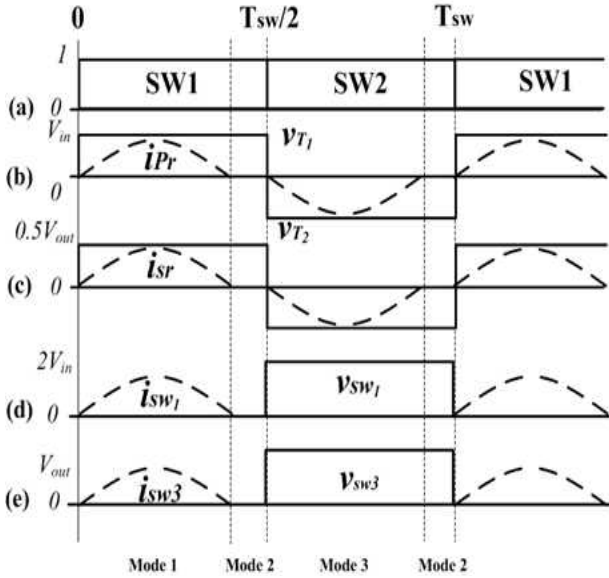 0 Tsw/2 Tsw
1
SW1 SW2 SW1
(a) 0
Vin
vT1
iPr
(b) 0
0.5Vout
vT2
isr
(c) 0
2Vin
isw1 vsw1
(d) 0
Vout
isw3 vsw3
(e) 0
Mode 1 Mode 2 Mode 3 Mode 2